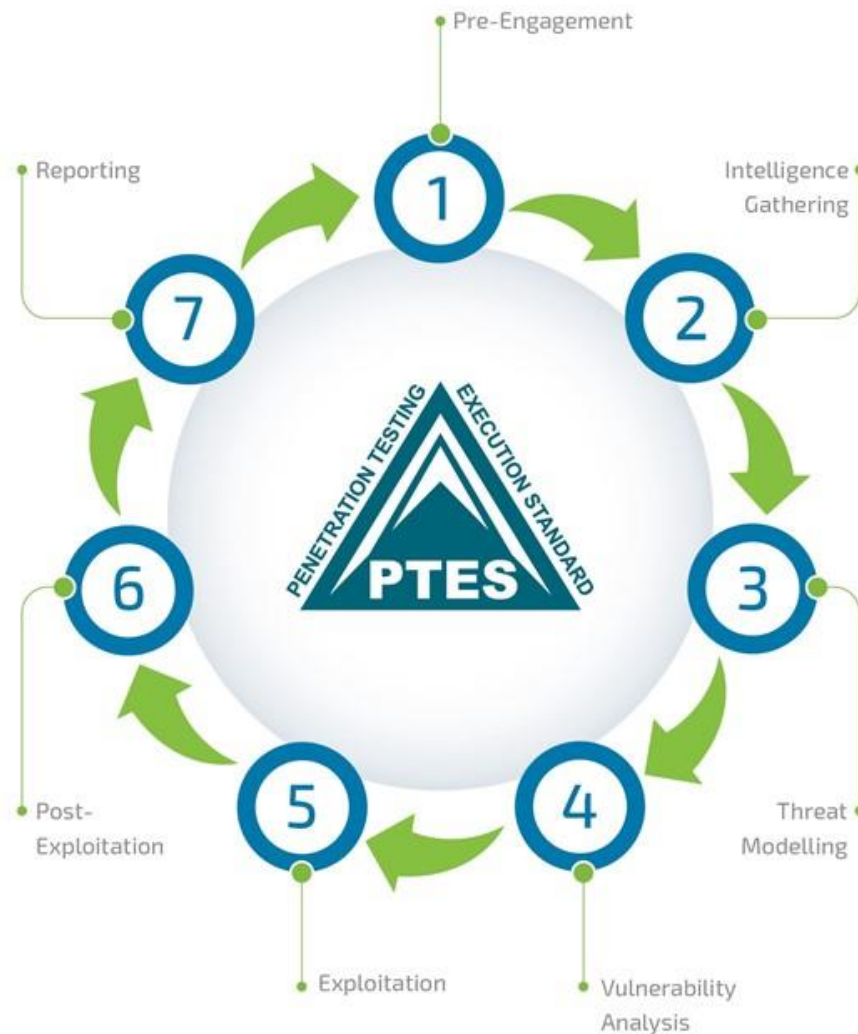 Pre-Engagement
1
Intelligence
Gathering
2
3
Threat
Modelling
4
Vulnerability
Analysis
5
Exploitation
6
Post-
Exploitation
7
Reporting
PENETRATION TESTING
EXECUTION STANDARD
PTES